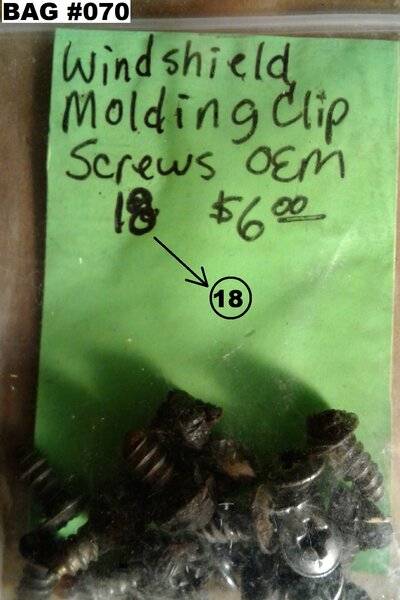 BAG #070
Windshield
Molding Clip
Screws OEM
18 $6.00
18